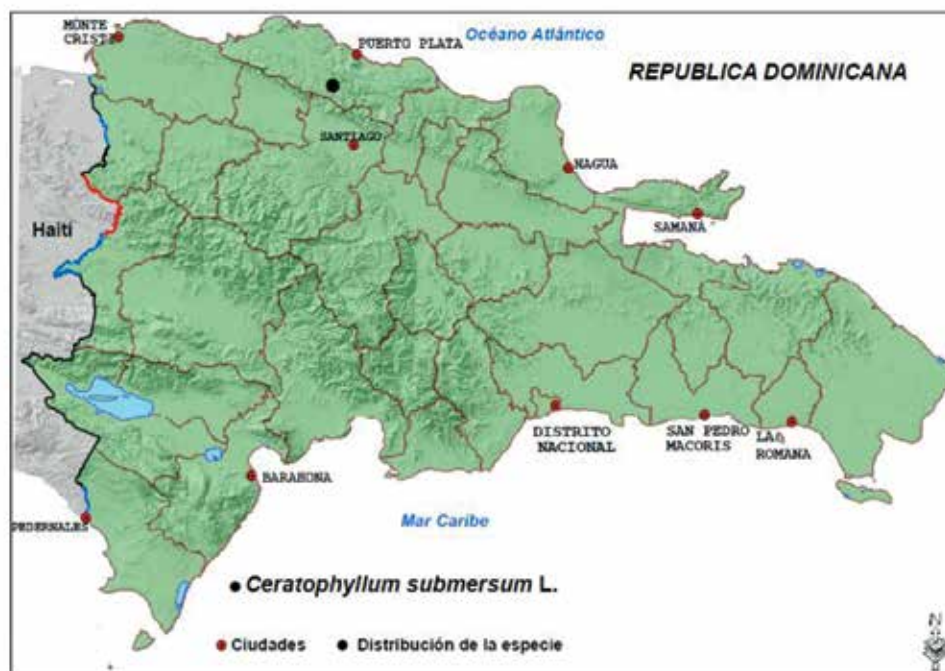 MONTE -
CRISTI
PUERTO PLATA
Océano Atlántico
REPUBLICA DOMINICANA
SANTIAGO
NAGUA
SAMANÁ
Haití
DISTRITO
NACIONAL
SAN PEDRO
MACORIS
LA
ROMANA
BARAHONA
PEDERNALES
Mar Caribe
Ceratophyllum submersum L.
Ciudades
Distribución de la especie
N